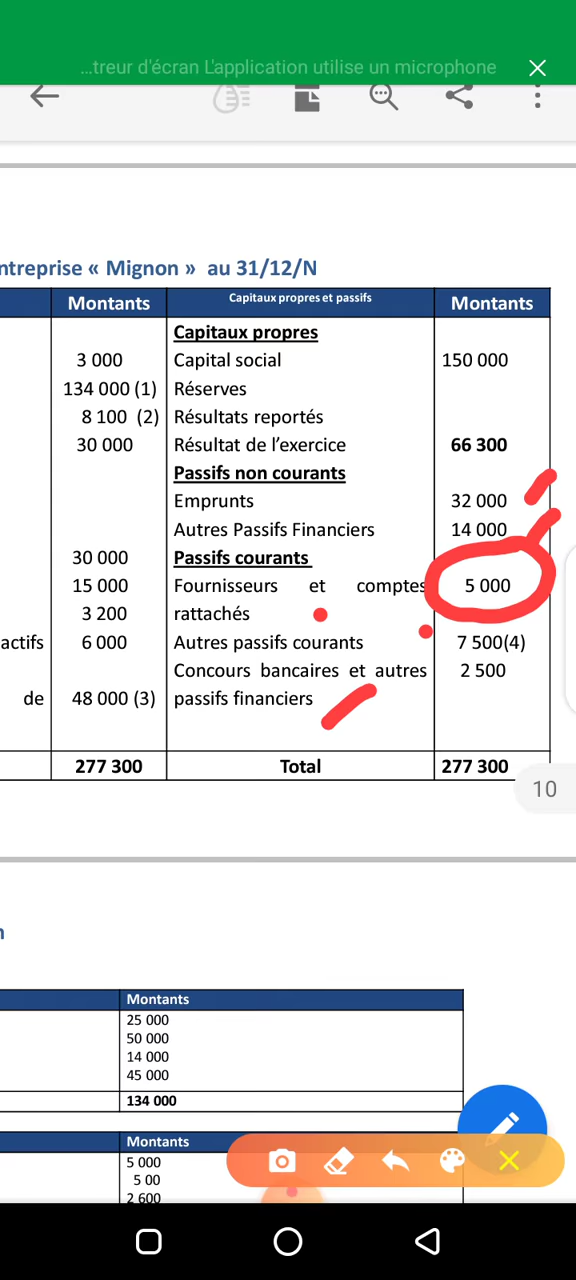 ...treur d'écran L'application utilise un microphone
ntreprise « Mignon » au 31/12/N
Montants Capitaux propres et passifs Montants
Capitaux propres
3 000 Capital social 150 000
134 000 (1) Réserves
8 100 (2) Résultats reportés
30 000 Résultat de l'exercice 66 300
Passifs non courants
Emprunts 32 000
Autres Passifs Financiers 14 000
30 000 Passifs courants
15 000 Fournisseurs et comptes 5 000
3 200 rattachés
actifs 6 000 Autres passifs courants 7 500(4)
Concours bancaires et autres 2 500
de 48 000 (3) passifs financiers
277 300 Total 277 300
10
n
Montants
25 000
50 000
14 000
45 000
134 000
Montants
5 000
5 00
2 600